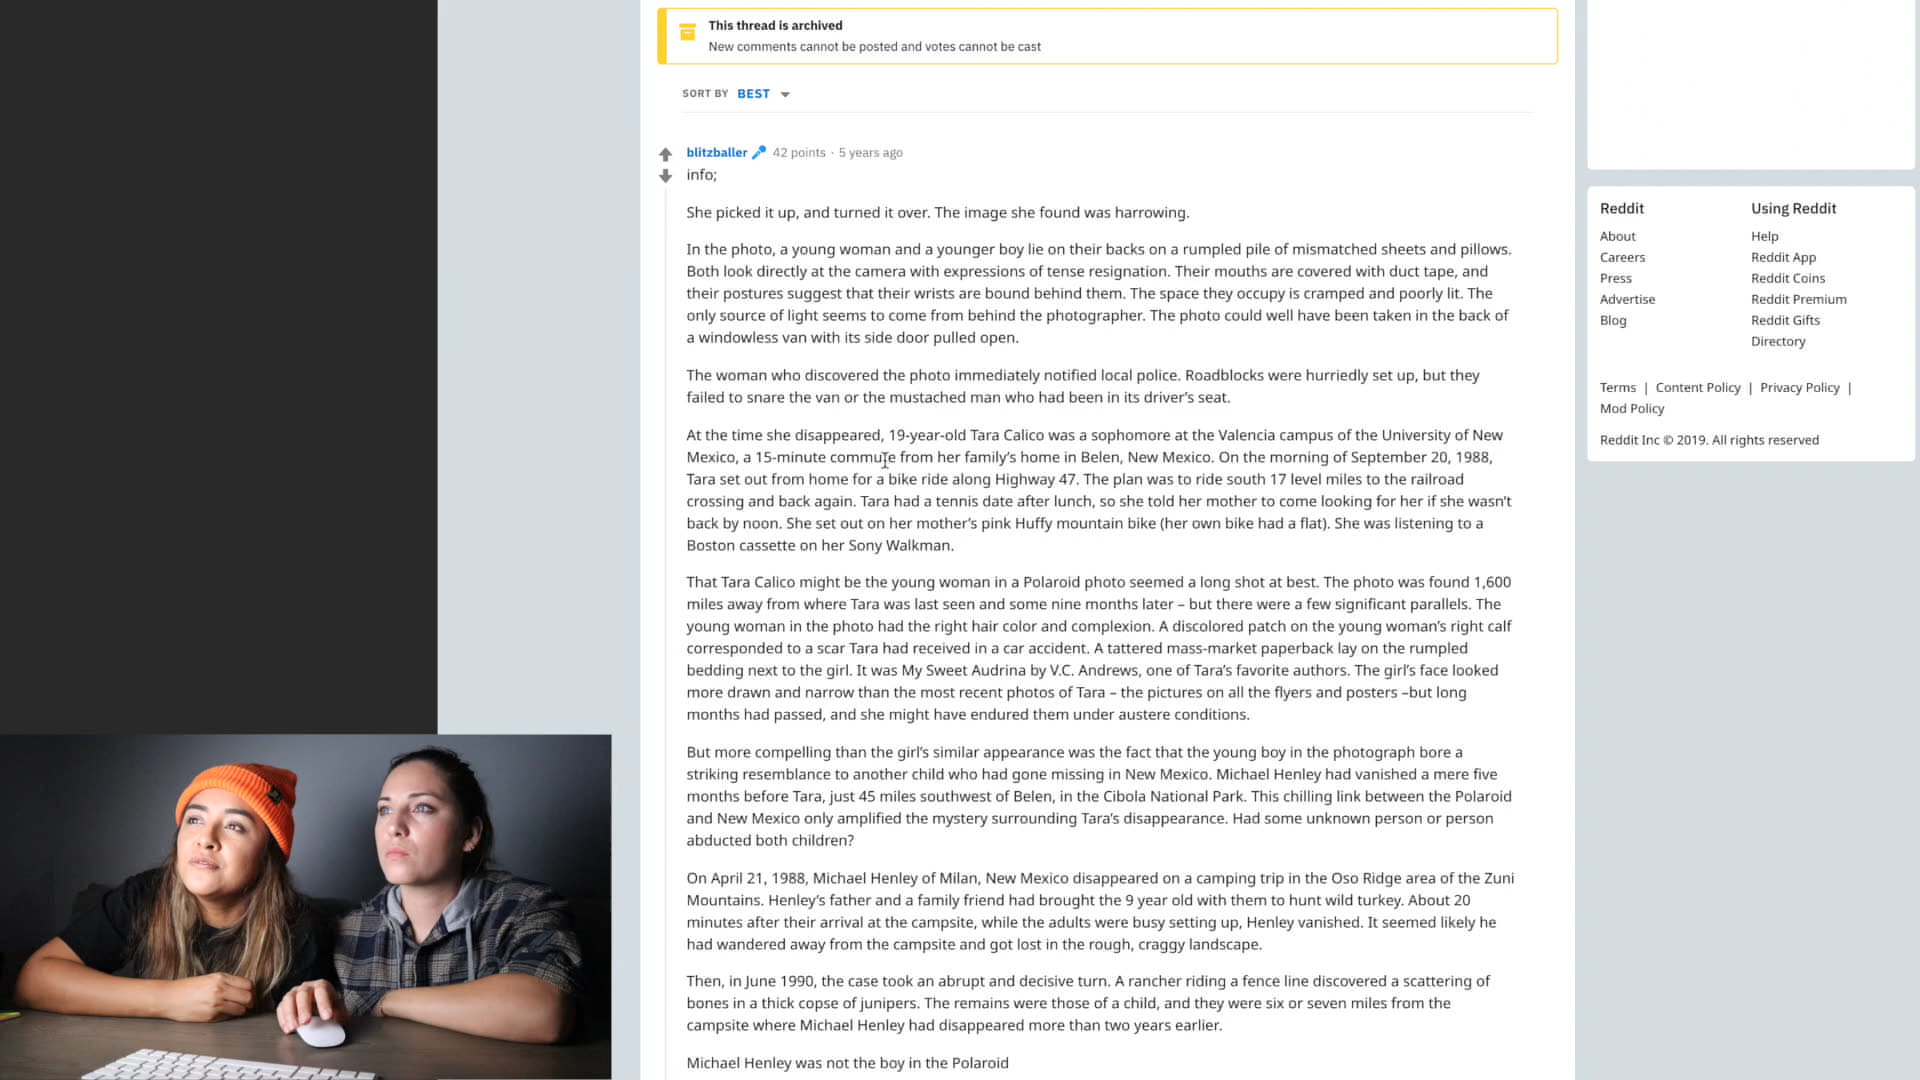 This thread is archived
New comments cannot be posted and votes cannot be cast
SORT BY BEST
blitzballer 42 points · 5 years ago
info;
She picked it up, and turned it over. The image she found was harrowing.
In the photo, a young woman and a younger boy lie on their backs on a rumpled pile of mismatched sheets and pillows.
Both look directly at the camera with expressions of tense resignation. Their mouths are covered with duct tape, and
their postures suggest that their wrists are bound behind them. The space they occupy is cramped and poorly lit. The
only source of light seems to come from behind the photographer. The photo could well have been taken in the back of
a windowless van with its side door pulled open.
The woman who discovered the photo immediately notified local police. Roadblocks were hurriedly set up, but they
failed to snare the van or the mustached man who had been in its driver's seat.
At the time she disappeared, 19-year-old Tara Calico was a sophomore at the Valencia campus of the University of New
Mexico, a 15-minute commute from her family's home in Belen, New Mexico. On the morning of September 20, 1988,
Tara set out from home for a bike ride along Highway 47. The plan was to ride south 17 level miles to the railroad
crossing and back again. Tara had a tennis date after lunch, so she told her mother to come looking for her if she wasn't
back by noon. She set out on her mother's pink Huffy mountain bike (her own bike had a flat). She was listening to a
Boston cassette on her Sony Walkman.
That Tara Calico might be the young woman in a Polaroid photo seemed a long shot at best. The photo was found 1,600
miles away from where Tara was last seen and some nine months later – but there were a few significant parallels. The
young woman in the photo had the right hair color and complexion. A discolored patch on the young woman's right calf
corresponded to a scar Tara had received in a car accident. A tattered mass-market paperback lay on the rumpled
bedding next to the girl. It was My Sweet Audrina by V.C. Andrews, one of Tara's favorite authors. The girl's face looked
more drawn and narrow than the most recent photos of Tara – the pictures on all the flyers and posters –but long
months had passed, and she might have endured them under austere conditions.
But more compelling than the girl's similar appearance was the fact that the young boy in the photograph bore a
striking resemblance to another child who had gone missing in New Mexico. Michael Henley had vanished a mere five
months before Tara, just 45 miles southwest of Belen, in the Cibola National Park. This chilling link between the Polaroid
and New Mexico only amplified the mystery surrounding Tara's disappearance. Had some unknown person or person
abducted both children?
On April 21, 1988, Michael Henley of Milan, New Mexico disappeared on a camping trip in the Oso Ridge area of the Zuni
Mountains. Henley's father and a family friend had brought the 9 year old with them to hunt wild turkey. About 20
minutes after their arrival at the campsite, while the adults were busy setting up, Henley vanished. It seemed likely he
had wandered away from the campsite and got lost in the rough, craggy landscape.
Then, in June 1990, the case took an abrupt and decisive turn. A rancher riding a fence line discovered a scattering of
bones in a thick copse of junipers. The remains were those of a child, and they were six or seven miles from the
campsite where Michael Henley had disappeared more than two years earlier.
Michael Henley was not the boy in the Polaroid
Reddit
About
Careers
Press
Advertise
Blog
Using Reddit
Help
Reddit App
Reddit Coins
Reddit Premium
Reddit Gifts
Directory
Terms | Content Policy | Privacy Policy |
Mod Policy
Reddit Inc © 2019. All rights reserved